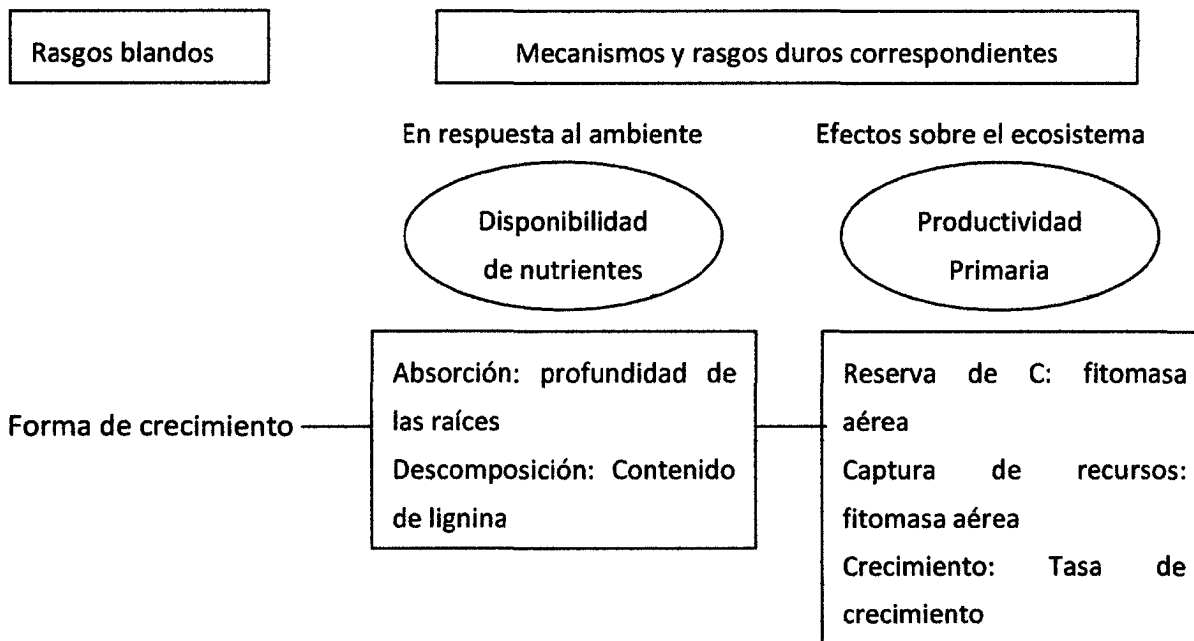 Rasgos blandos
Mecanismos y rasgos duros correspondientes
En respuesta al ambiente
Efectos sobre el ecosistema
Disponibilidad
de nutrientes
Productividad
Primaria
Forma de crecimiento
Absorción: profundidad de
las raíces
Descomposición: Contenido
de lignina
Reserva de C: fitomasa
aérea
Captura de recursos:
fitomasa aérea
Crecimiento: Tasa de
crecimiento